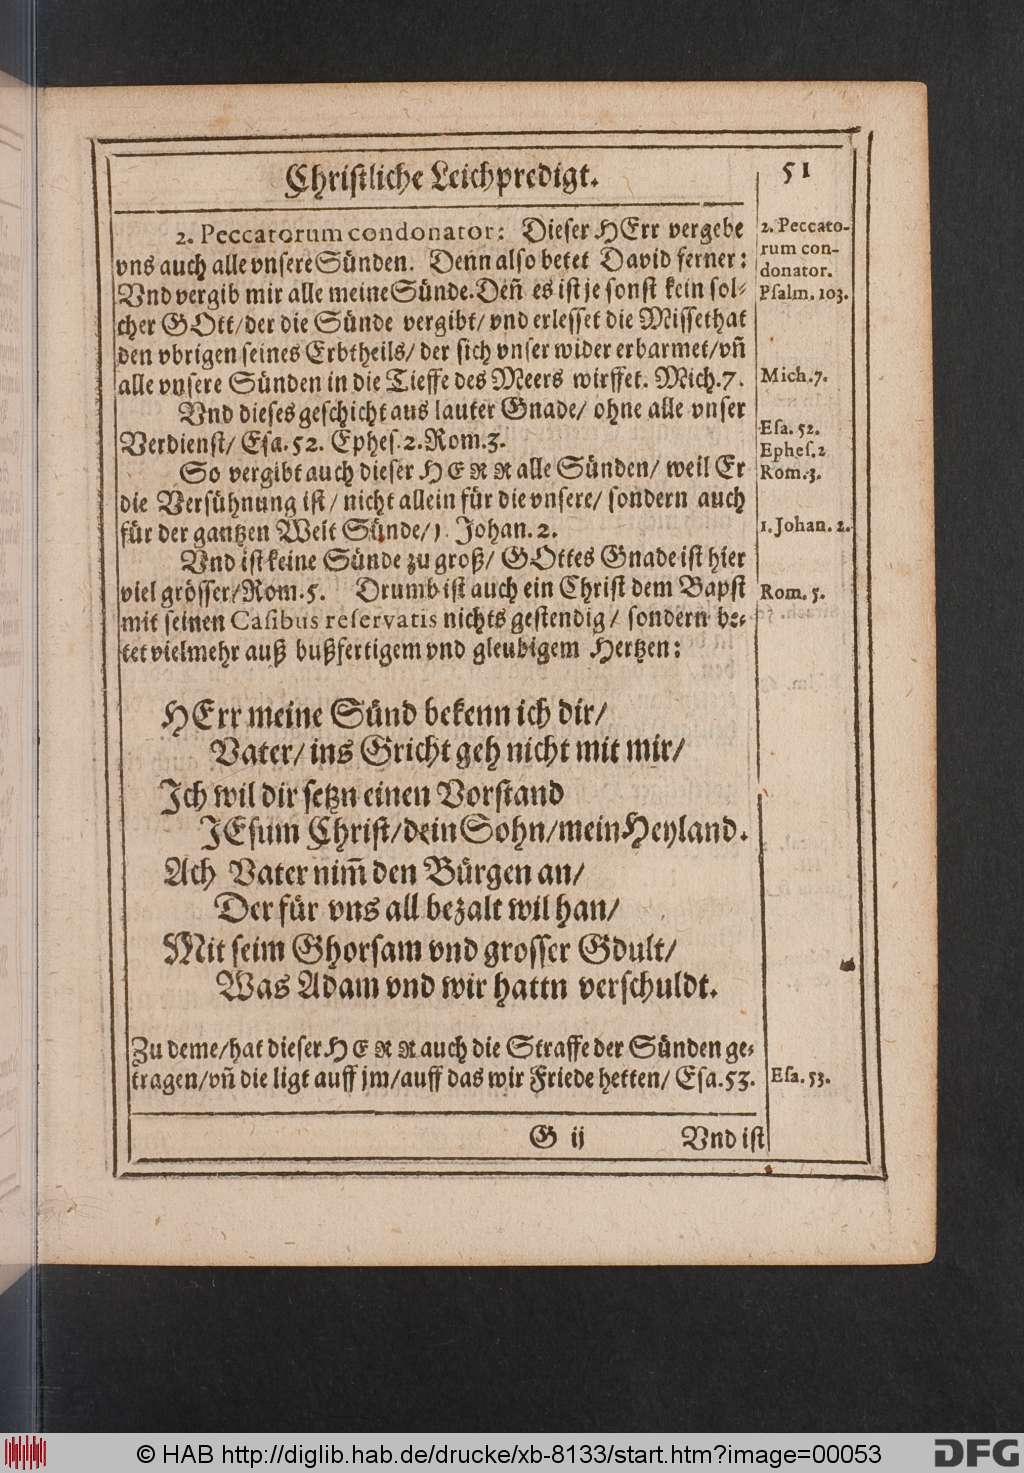 Christliche Leichpredigt. 51
2. Peccatorum condonator: Dieser HErr vergebe
vns auch alle vnsere Sünden. Denn also betet David ferner:
Vnd vergib mir alle meine Sünde. Deñ es ist je sonst kein sol-
cher GOtt/ der die Sünde vergibt/ vnd erlesset die Missethat
den vbrigen seines Erbtheils/ der sich vnser wider erbarmet/ vñ
alle vnsere Sünden in die Tieffe des Meers wirffet. Mich. 7.
Vnd dieses geschicht aus lauter Gnade/ ohne alle vnser
Verdienst/ Esa. 52. Ephes. 2. Rom. 3.
So vergibt auch dieser HERR alle Sünden/ weil Er
die Versühnung ist/ nicht allein für die vnsere/ sondern auch
für der gantzen Welt Sünde/ 1. Johan. 2.
Vnd ist keine Sünde zu groß/ GOttes Gnade ist hier
viel grösser/ Rom. 5. Drumb ist auch ein Christ dem Bapst
mit seinen Casibus reservatis nichts gestendig/ sondern be-
tet vielmehr auß bußfertigem vnd gleubigem Hertzen:
HErr meine Sünd bekenn ich dir/
Vater/ ins Gricht geh nicht mit mir/
Ich wil dir setzn einen Vorstand
JEsum Christ/ dein Sohn/ mein Heyland.
Ach Vater nim̃ den Bürgen an/
Der für vns all bezalt wil han/
Mit seim Ghorsam vnd grosser Gdult/
Was Adam vnd wir hattn verschuldt.
Zu deme/ hat dieser HERR auch die Straffe der Sünden ge-
tragen/ vñ die ligt auff jm/ auff das wir Friede hetten/ Esa. 53.
G ij Vnd ist
2. Peccato-
rum con-
donator.
Psalm. 103.
Mich. 7.
Esa. 52.
Ephes. 2
Rom. 3.
1. Johan. 2.
Rom. 5.
Esa. 53.
© HAB http://diglib.hab.de/drucke/xb-8133/start.htm?image=00053
DFG